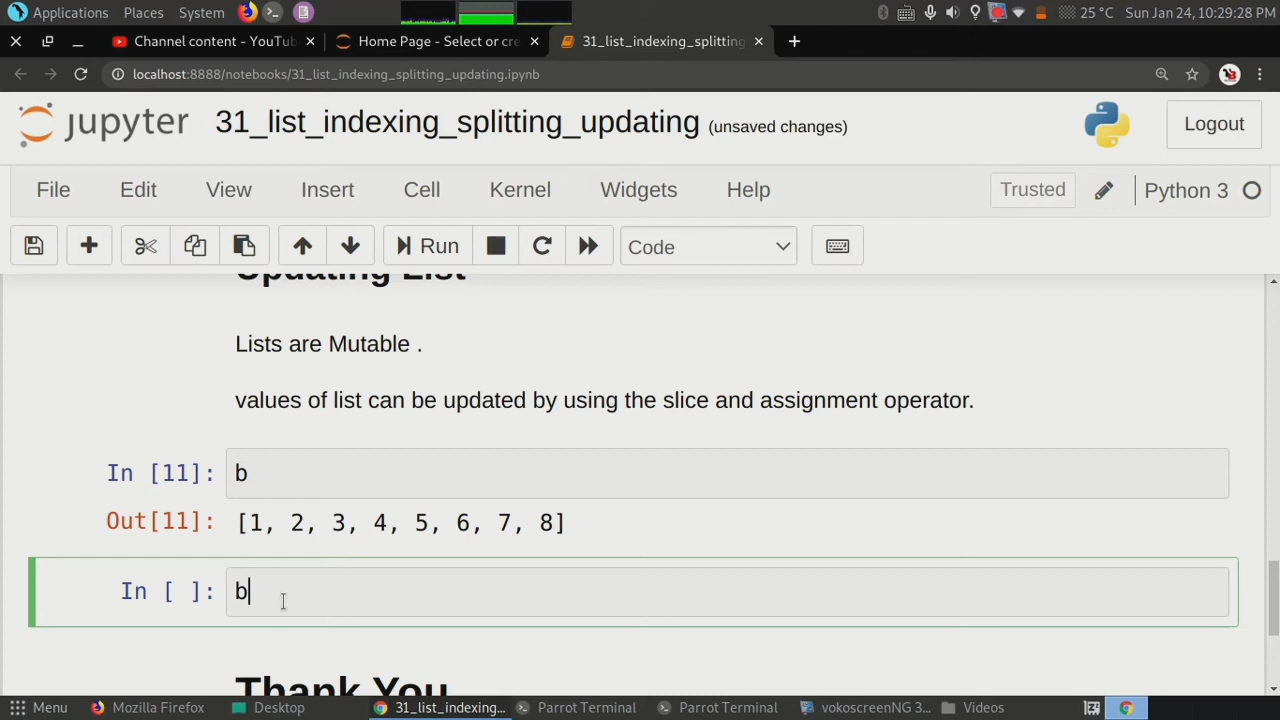 Applications Places System 25 °C Sun Jan 24, 10:29:28 PM
Channel content - YouTub Home Page - Select or cre 31_list_indexing_splitting
localhost:8888/notebooks/31_list_indexing_splitting_updating.ipynb
jupyter 31_list_indexing_splitting_updating (unsaved changes) Logout
File Edit View Insert Cell Kernel Widgets Help Trusted Python 3
Run Code
Updating List
Lists are Mutable .
values of list can be updated by using the slice and assignment operator.
In [11]: b
Out[11]: [1, 2, 3, 4, 5, 6, 7, 8]
In [ ]: b
Thank You
Menu Mozilla Firefox Desktop 31_list_indexing... Parrot Terminal Parrot Terminal vokoscreenNG 3... Videos